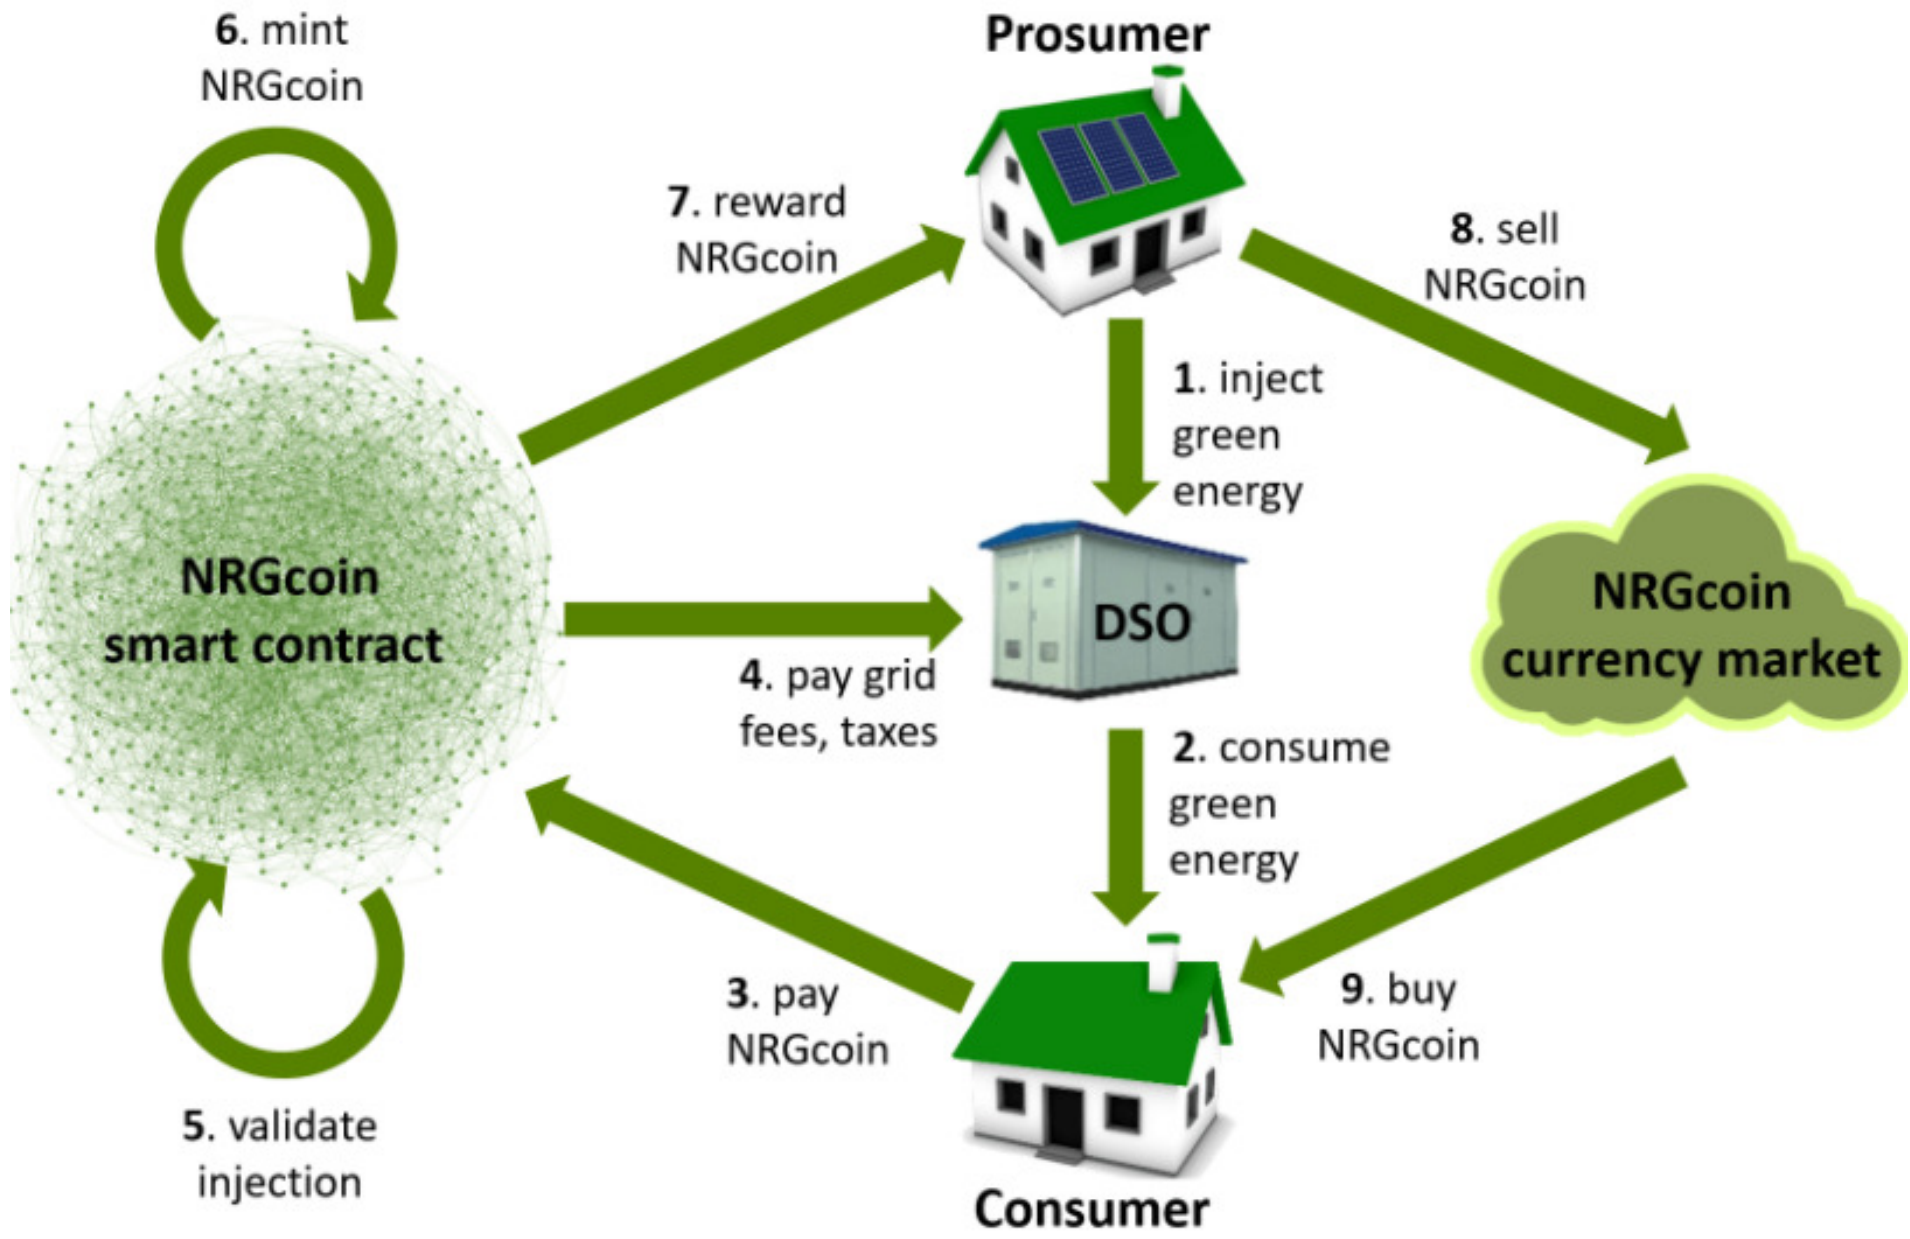 6. mint
NRGcoin
Prosumer
7. reward
NRGcoin
8. sell
NRGcoin
1. inject
green
energy
NRGcoin
smart contract
DSO
NRGcoin
currency market
4. pay grid
fees, taxes
2. consume
green
energy
3. pay
NRGcoin
9. buy
NRGcoin
5. validate
injection
Consumer